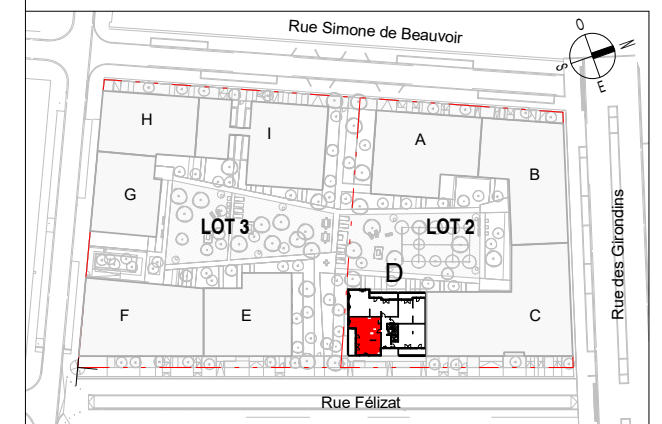 Rue Simone de Beauvoir
O
N
S
E
H
I
A
B
G
LOT 3
LOT 2
Rue des Girondins
D
F
E
C
Rue Félizat